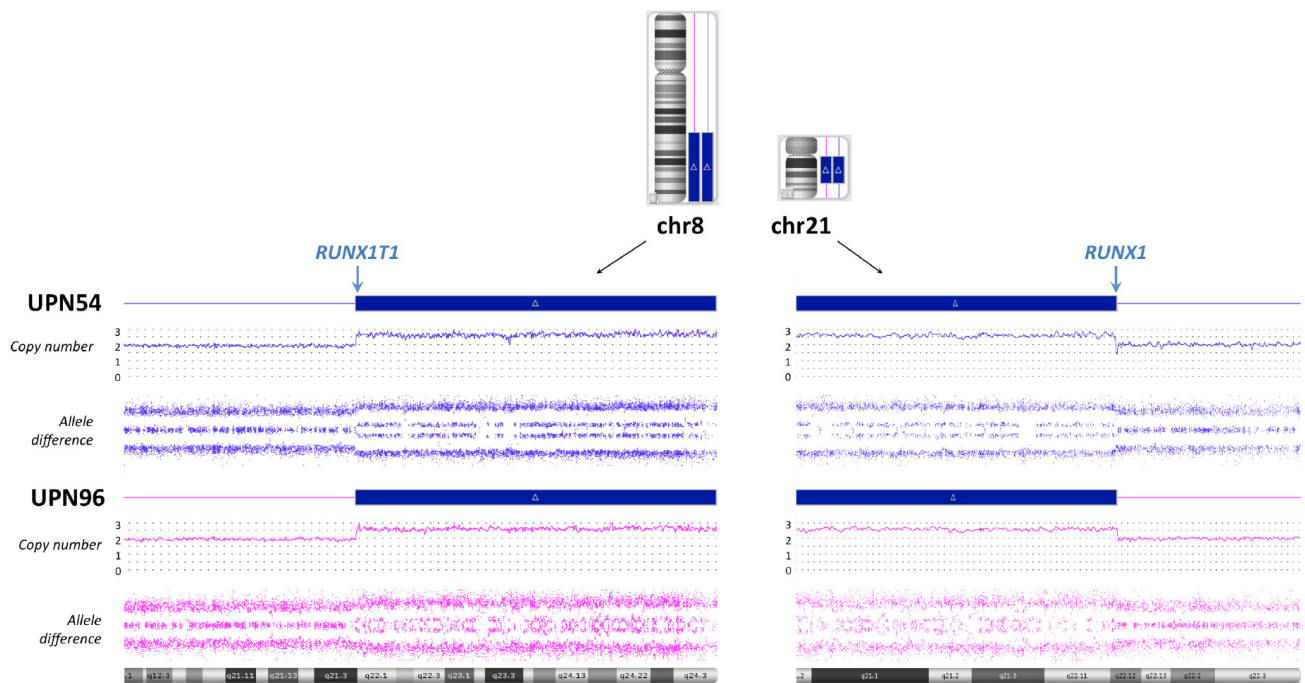 chr8
chr21
RUNX1T1
RUNX1
UPN54
Copy number
3
2
1
0
3
2
1
0
Allele
difference
UPN96
Copy number
3
2
1
0
3
2
1
0
Allele
difference
.1 q12.3 q21.11 q21.13 q21.3 q22.1 q22.3 q23.1 q23.3 q24.13 q24.22 q24.3
.2 q21.1 q21.2 q21.3 q22.11 q22.12 q22.13 q22.2 q22.3